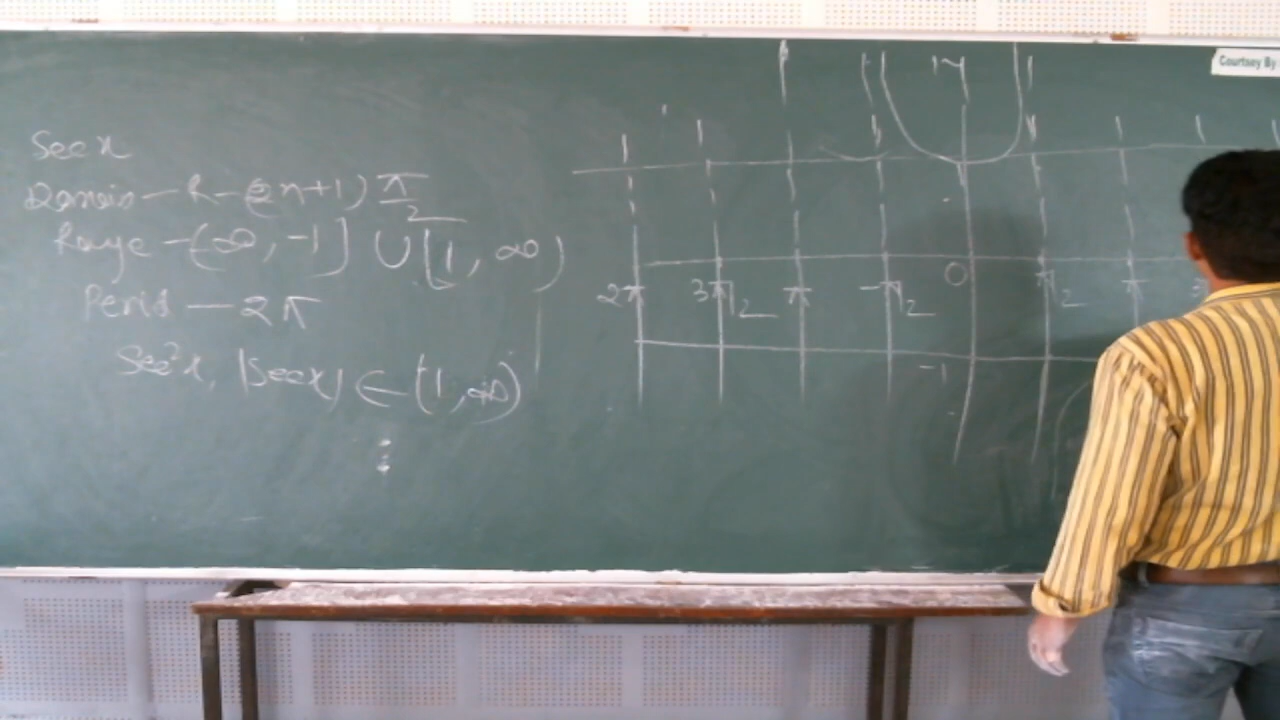 Sec x
Domain - R - (2n+1) π/2
Range - (-∞, -1] ∪ [1, ∞)
Period - 2π
Sec²x, |Sec x| ∈ [1, ∞)
Courtsey By
1
2π 3π/2 π -π/2 0 π/2 π
-1